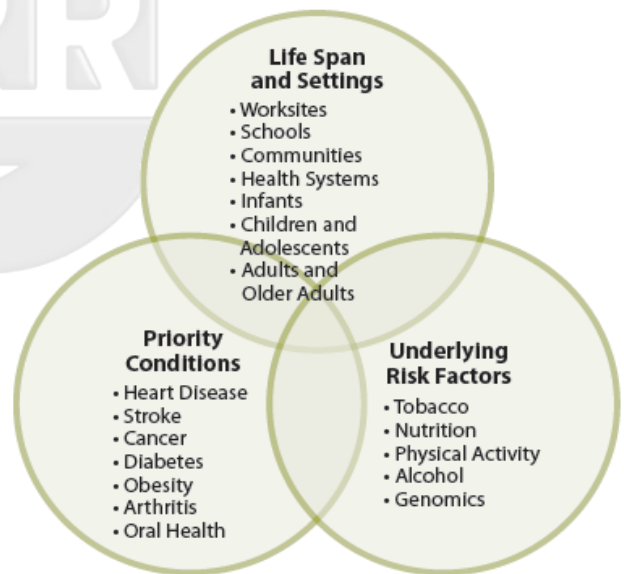 Life Span
and Settings
• Worksites
• Schools
• Communities
• Health Systems
• Infants
• Children and
Adolescents
• Adults and
Older Adults
Priority
Conditions
• Heart Disease
• Stroke
• Cancer
• Diabetes
• Obesity
• Arthritis
• Oral Health
Underlying
Risk Factors
• Tobacco
• Nutrition
• Physical Activity
• Alcohol
• Genomics